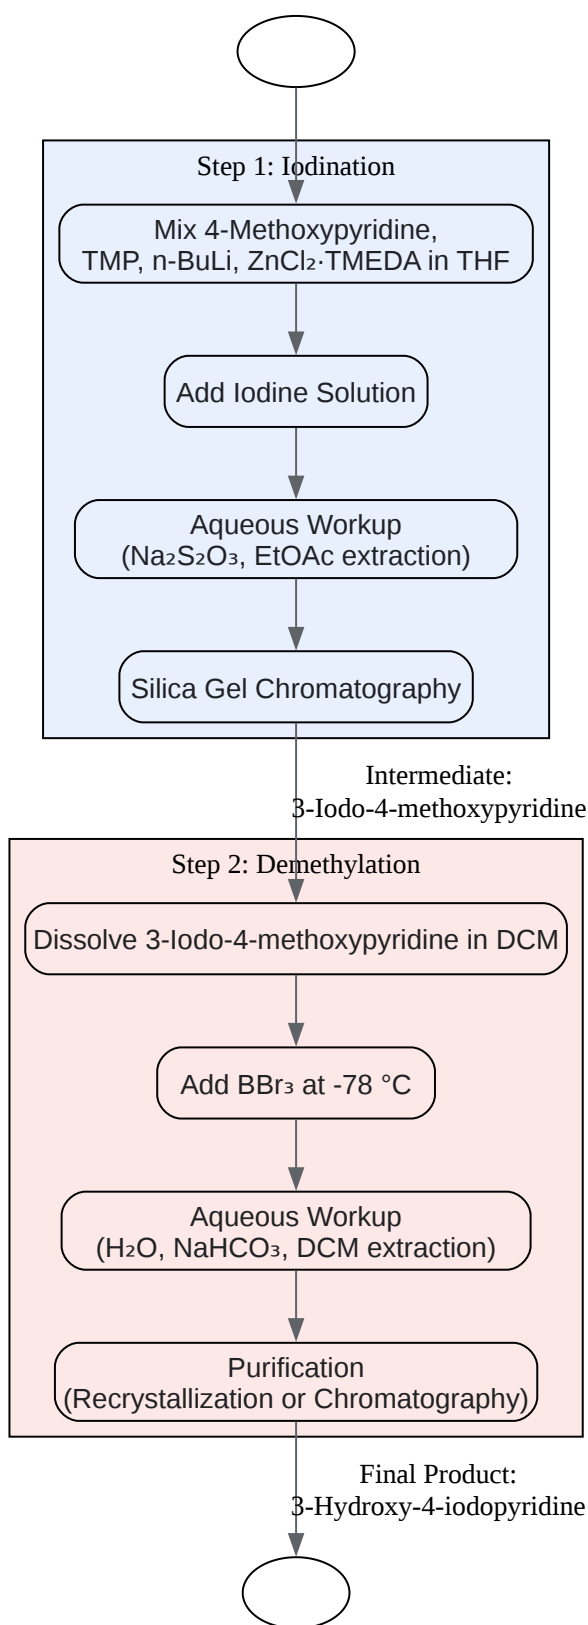 Step 1: Iodination
Mix 4-Methoxypyridine,
TMP, n-BuLi, ZnCl₂·TMEDA in THF
Add Iodine Solution
Aqueous Workup
(Na₂S₂O₃, EtOAc extraction)
Silica Gel Chromatography
Intermediate:
3-Iodo-4-methoxypyridine
Step 2: Demethylation
Dissolve 3-Iodo-4-methoxypyridine in DCM
Add BBr₃ at -78 °C
Aqueous Workup
(H₂O, NaHCO₃, DCM extraction)
Purification
(Recrystallization or Chromatography)
Final Product:
3-Hydroxy-4-iodopyridine